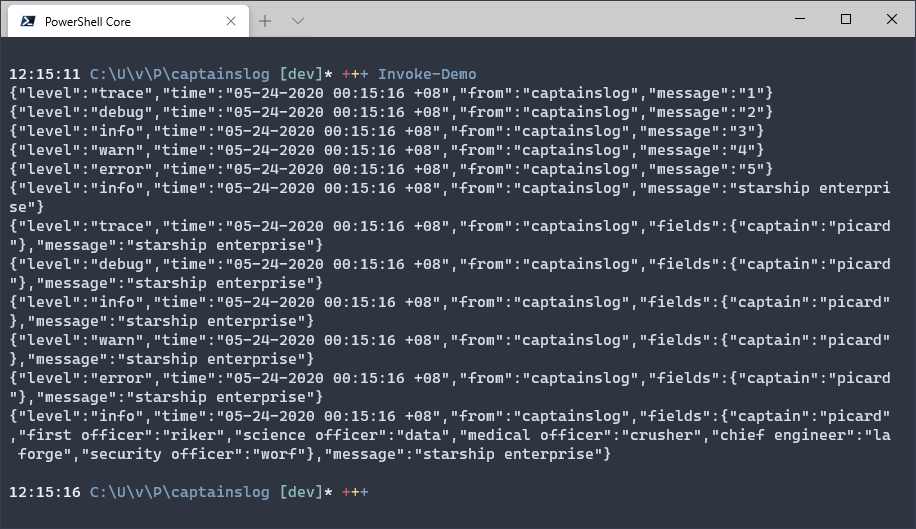 PowerShell Core
12:15:11 C:\U\v\P\captainslog [dev]* +++ Invoke-Demo
{"level":"trace","time":"05-24-2020 00:15:16 +08","from":"captainslog","message":"1"}
{"level":"debug","time":"05-24-2020 00:15:16 +08","from":"captainslog","message":"2"}
{"level":"info","time":"05-24-2020 00:15:16 +08","from":"captainslog","message":"3"}
{"level":"warn","time":"05-24-2020 00:15:16 +08","from":"captainslog","message":"4"}
{"level":"error","time":"05-24-2020 00:15:16 +08","from":"captainslog","message":"5"}
{"level":"info","time":"05-24-2020 00:15:16 +08","from":"captainslog","message":"starship enterpri
se"}
{"level":"trace","time":"05-24-2020 00:15:16 +08","from":"captainslog","fields":{"captain":"picard
"},"message":"starship enterprise"}
{"level":"debug","time":"05-24-2020 00:15:16 +08","from":"captainslog","fields":{"captain":"picard
"},"message":"starship enterprise"}
{"level":"info","time":"05-24-2020 00:15:16 +08","from":"captainslog","fields":{"captain":"picard"
},"message":"starship enterprise"}
{"level":"warn","time":"05-24-2020 00:15:16 +08","from":"captainslog","fields":{"captain":"picard"
},"message":"starship enterprise"}
{"level":"error","time":"05-24-2020 00:15:16 +08","from":"captainslog","fields":{"captain":"picard
"},"message":"starship enterprise"}
{"level":"info","time":"05-24-2020 00:15:16 +08","from":"captainslog","fields":{"captain":"picard"
,"first officer":"riker","science officer":"data","medical officer":"crusher","chief engineer":"la
 forge","security officer":"worf"},"message":"starship enterprise"}
12:15:16 C:\U\v\P\captainslog [dev]* +++